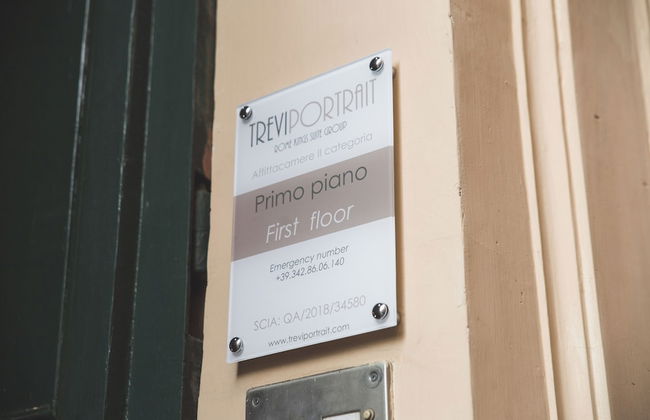 TREVIPORTRAIT
ROME KINGS SUITE GROUP
Affittacamere II categoria
Primo piano
First floor
Emergency number
+39.342.86.06.140
SCIA: QA/2018/34580
www.treviportrait.com